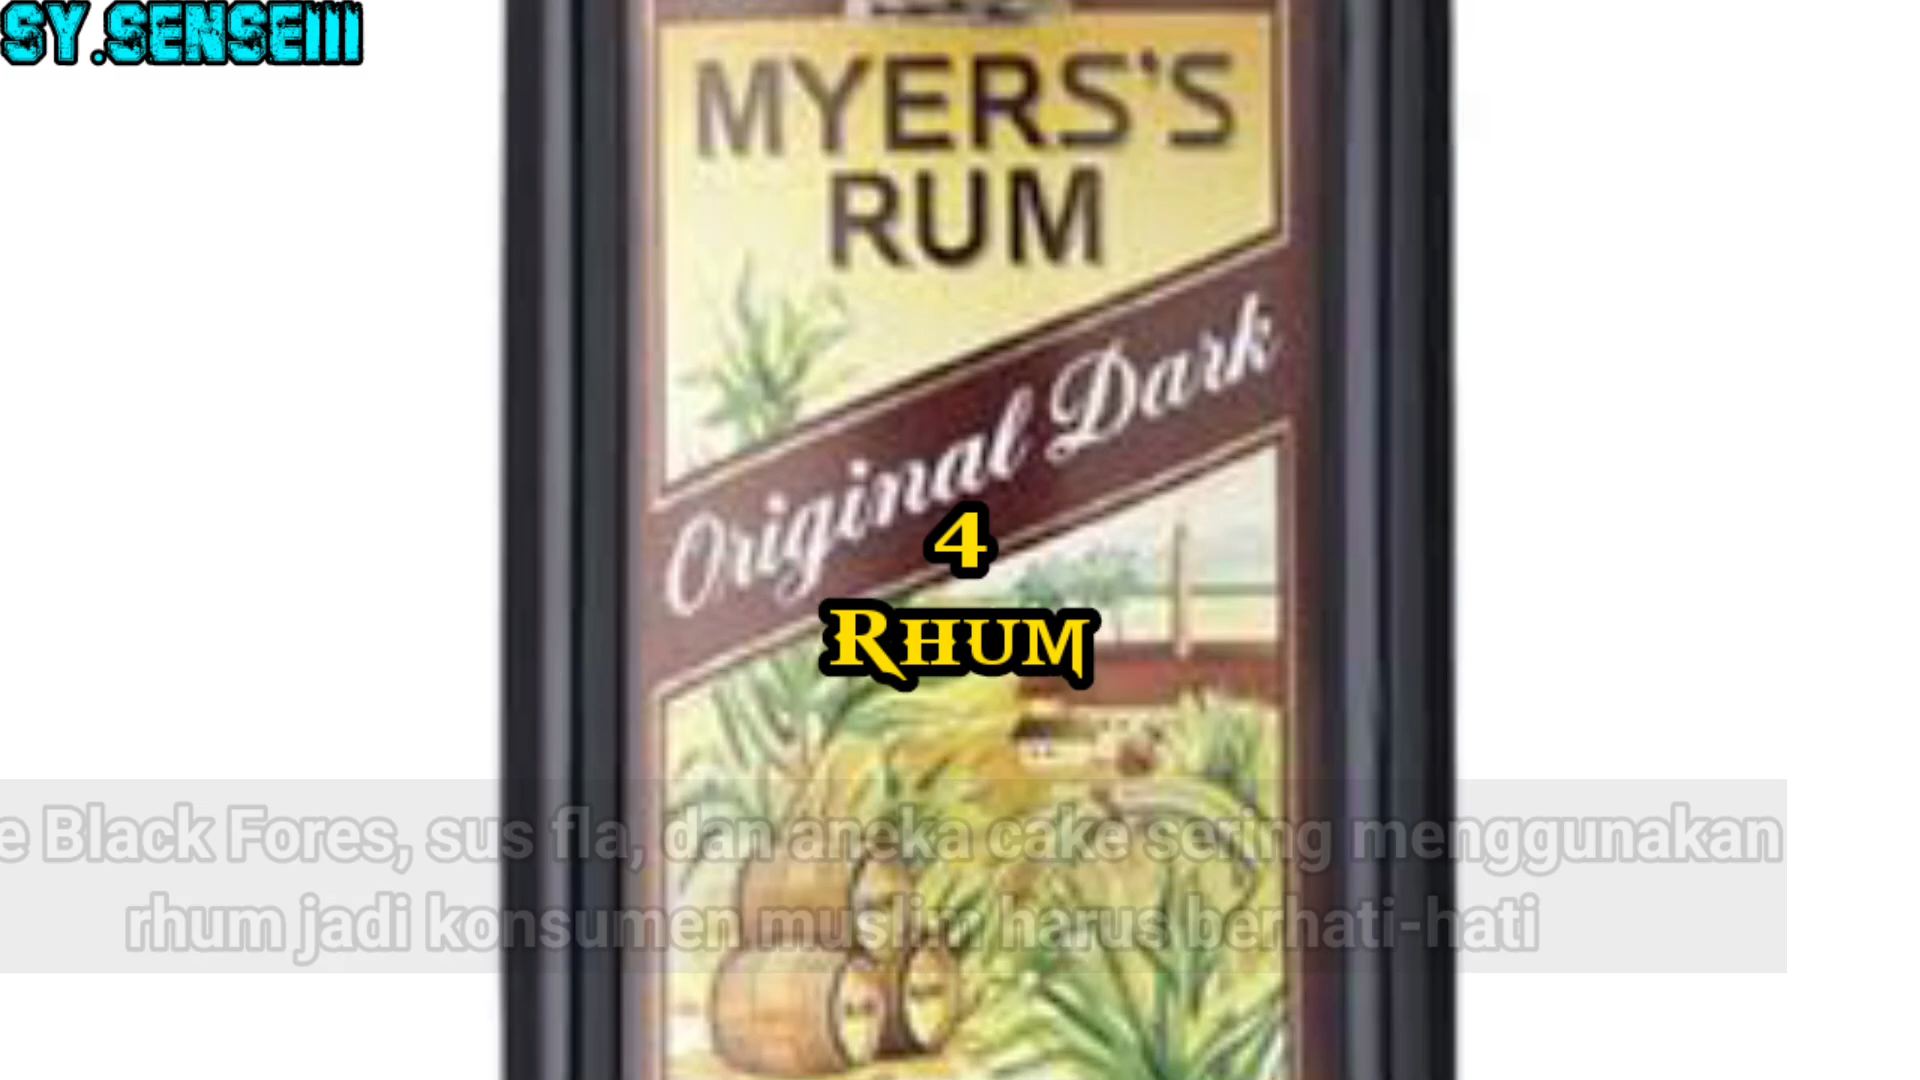 SY.SENSEIII
MYERS'S
RUM
Original Dark
4
RHUM
e Black Fores, sus fla, dan aneka cake sering menggunakan
rhum jadi konsumen muslim harus berhati-hati